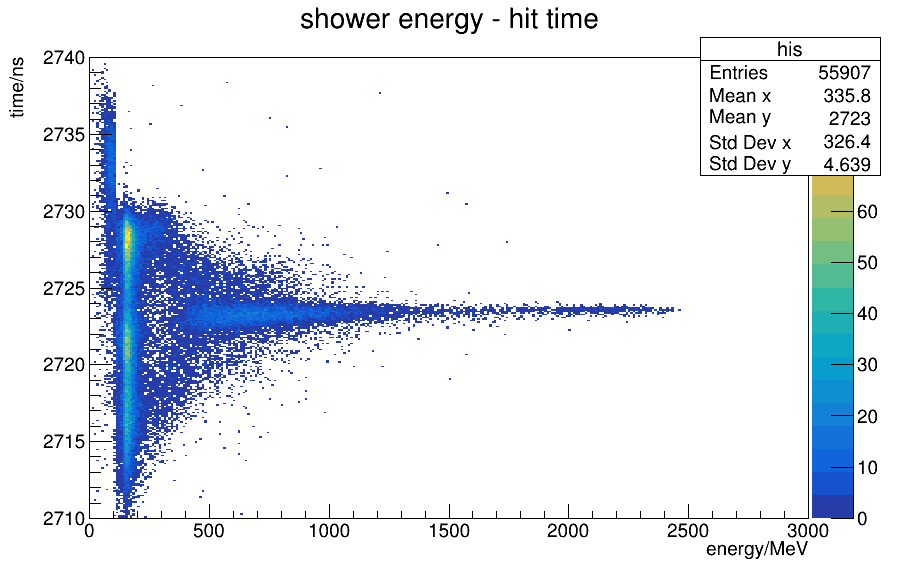 shower energy - hit time
his
Entries 55907
Mean x 335.8
Mean y 2723
Std Dev x 326.4
Std Dev y 4.639
time/ns
2740
2735
2730
2725
2720
2715
2710
0 500 1000 1500 2000 2500 3000
energy/MeV
60
50
40
30
20
10
0